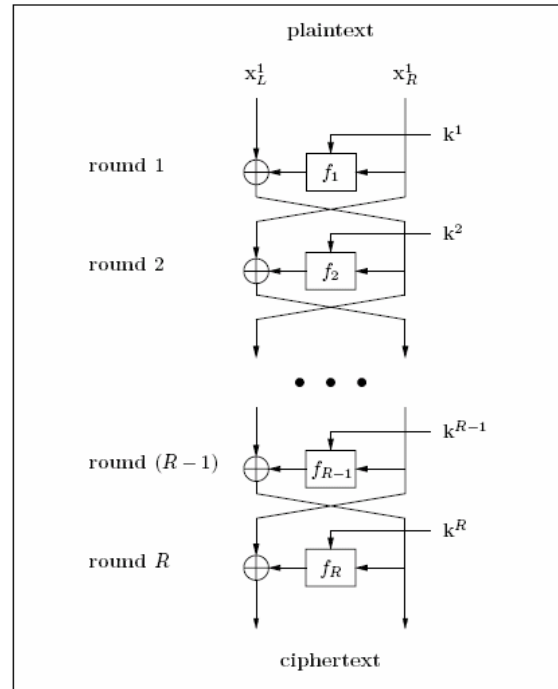 plaintext
x_L^1 x_R^1
k^1
round 1 f_1
k^2
round 2 f_2
• • •
k^{R−1}
round (R − 1) f_{R−1}
k^R
round R f_R
ciphertext